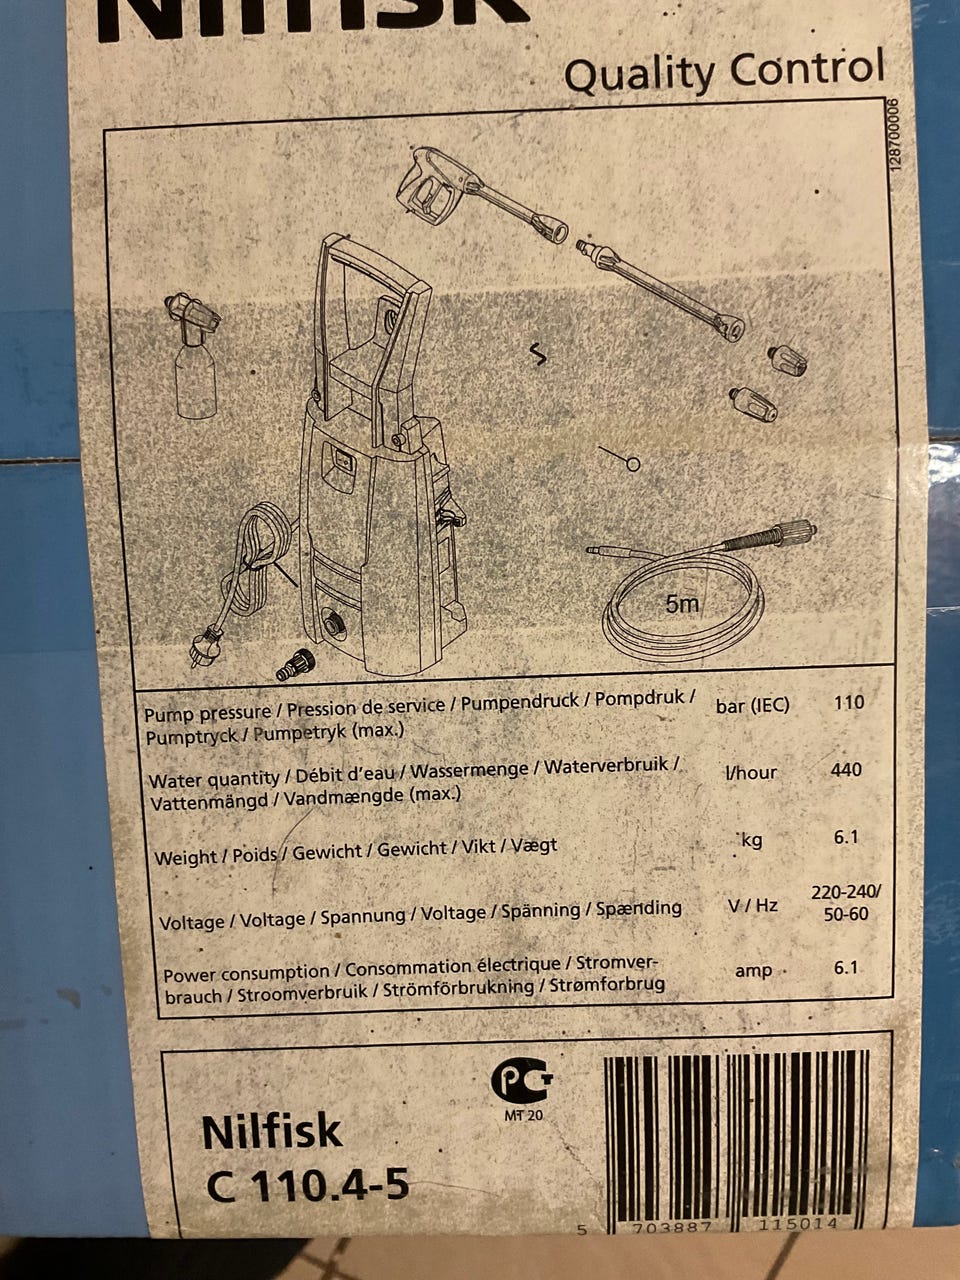 Nilfisk
Quality Control
128700006
5m
Pump pressure / Pression de service / Pumpendruck / Pompdruk / bar (IEC) 110
Pumptryck / Pumpetryk (max.)
Water quantity / Débit d'eau / Wassermenge / Waterverbruik / l/hour 440
Vattenmängd / Vandmængde (max.)
Weight / Poids / Gewicht / Gewicht / Vikt / Vægt kg 6.1
Voltage / Voltage / Spannung / Voltage / Spänning / Spænding V / Hz 220-240/
50-60
Power consumption / Consommation électrique / Stromver- amp 6.1
brauch / Stroomverbruik / Strömförbrukning / Strømforbrug
PCT
MT 20
Nilfisk
C 110.4-5
5 703887 115014